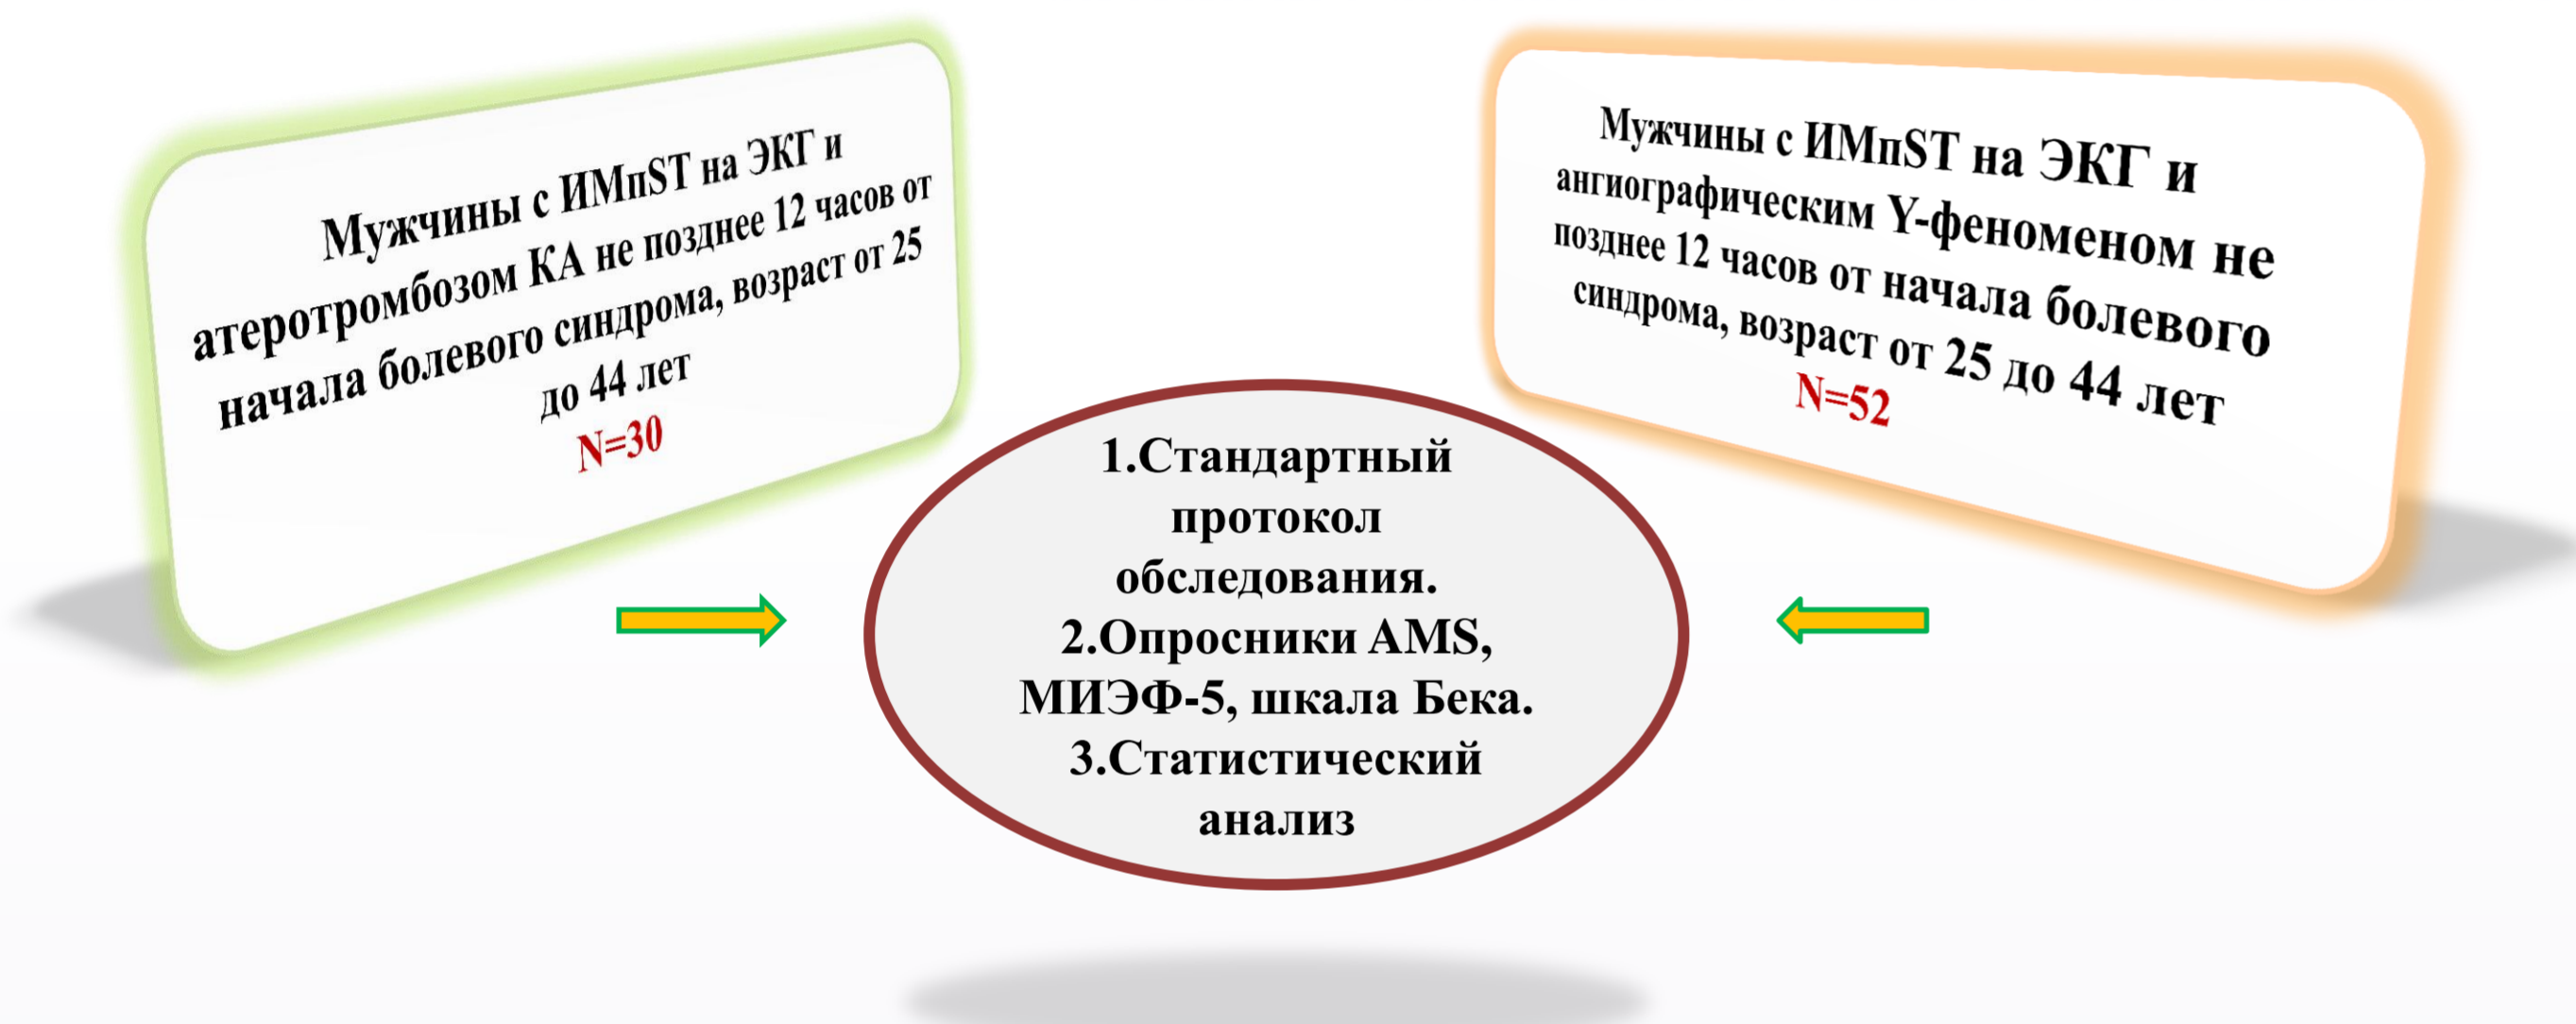 Мужчины с ИМпST на ЭКГ и
атеротромбозом КА не позднее 12 часов от
начала болевого синдрома, возраст от 25
до 44 лет
N=30
Мужчины с ИМпST на ЭКГ и
ангиографическим Y-феноменом не
позднее 12 часов от начала болевого
синдрома, возраст от 25 до 44 лет
N=52
1.Стандартный
протокол
обследования.
2.Опросники AMS,
МИЭФ-5, шкала Бека.
3.Статистический
анализ